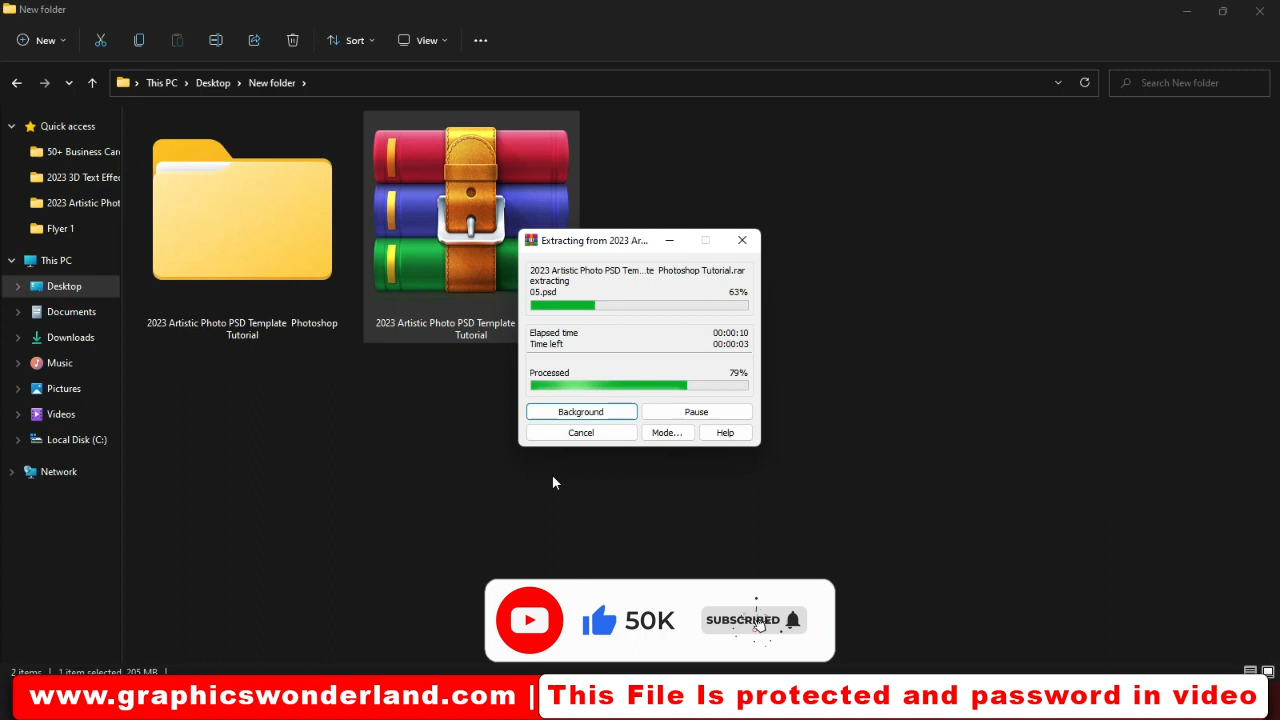 New folder
New
Sort
View
This PC
Desktop
New folder
Search New folder
Quick access
50+ Business Car
2023 3D Text Effe
2023 Artistic Phot
Flyer 1
This PC
Desktop
Documents
Downloads
Music
Pictures
Videos
Local Disk (C:)
Network
2023 Artistic Photo PSD Template Photoshop
Tutorial
2023 Artistic Photo PSD Template
Tutorial
Extracting from 2023 Ar...
2023 Artistic Photo PSD Tem...te Photoshop Tutorial.rar
extracting
05.psd 63%
Elapsed time 00:00:10
Time left 00:00:03
Processed 79%
Background Pause
Cancel Mode... Help
50K
SUBSCRIBED
2 items 1 item selected 205 MB
www.graphicswonderland.com | This File Is protected and password in video